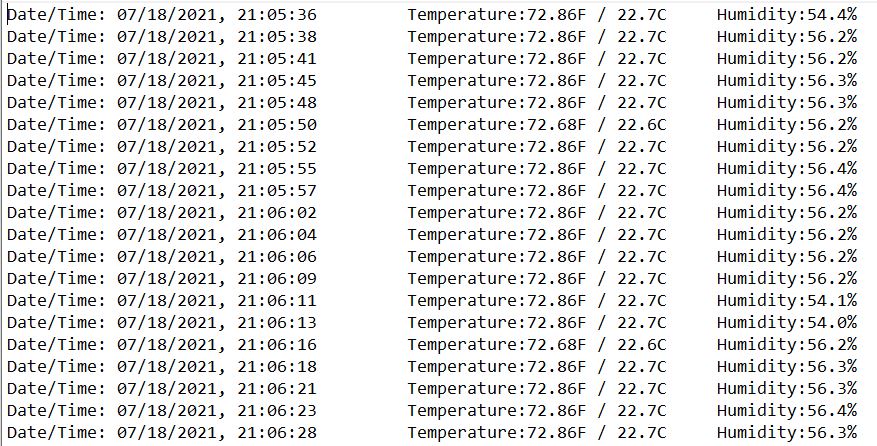 Date/Time: 07/18/2021, 21:05:36 Temperature:72.86F / 22.7C Humidity:54.4%
Date/Time: 07/18/2021, 21:05:38 Temperature:72.86F / 22.7C Humidity:56.2%
Date/Time: 07/18/2021, 21:05:41 Temperature:72.86F / 22.7C Humidity:56.2%
Date/Time: 07/18/2021, 21:05:45 Temperature:72.86F / 22.7C Humidity:56.3%
Date/Time: 07/18/2021, 21:05:48 Temperature:72.86F / 22.7C Humidity:56.3%
Date/Time: 07/18/2021, 21:05:50 Temperature:72.68F / 22.6C Humidity:56.2%
Date/Time: 07/18/2021, 21:05:52 Temperature:72.86F / 22.7C Humidity:56.2%
Date/Time: 07/18/2021, 21:05:55 Temperature:72.86F / 22.7C Humidity:56.4%
Date/Time: 07/18/2021, 21:05:57 Temperature:72.86F / 22.7C Humidity:56.4%
Date/Time: 07/18/2021, 21:06:02 Temperature:72.86F / 22.7C Humidity:56.2%
Date/Time: 07/18/2021, 21:06:04 Temperature:72.86F / 22.7C Humidity:56.2%
Date/Time: 07/18/2021, 21:06:06 Temperature:72.86F / 22.7C Humidity:56.2%
Date/Time: 07/18/2021, 21:06:09 Temperature:72.86F / 22.7C Humidity:56.2%
Date/Time: 07/18/2021, 21:06:11 Temperature:72.86F / 22.7C Humidity:54.1%
Date/Time: 07/18/2021, 21:06:13 Temperature:72.86F / 22.7C Humidity:54.0%
Date/Time: 07/18/2021, 21:06:16 Temperature:72.68F / 22.6C Humidity:56.2%
Date/Time: 07/18/2021, 21:06:18 Temperature:72.86F / 22.7C Humidity:56.3%
Date/Time: 07/18/2021, 21:06:21 Temperature:72.86F / 22.7C Humidity:56.3%
Date/Time: 07/18/2021, 21:06:23 Temperature:72.86F / 22.7C Humidity:56.4%
Date/Time: 07/18/2021, 21:06:28 Temperature:72.86F / 22.7C Humidity:56.3%